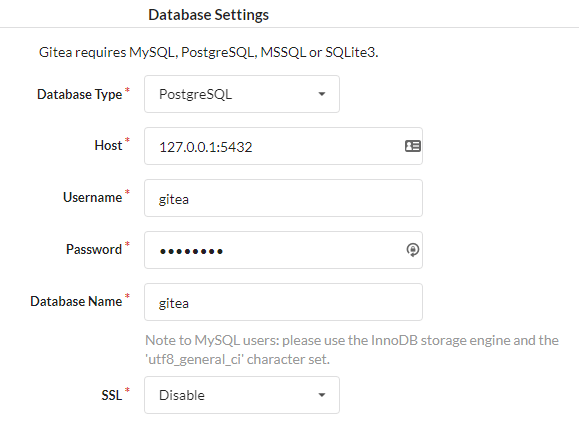 Database Settings
Gitea requires MySQL, PostgreSQL, MSSQL or SQLite3.
Database Type* PostgreSQL
Host* 127.0.0.1:5432
Username* gitea
Password* ••••••••
Database Name* gitea
Note to MySQL users: please use the InnoDB storage engine and the
'utf8_general_ci' character set.
SSL* Disable